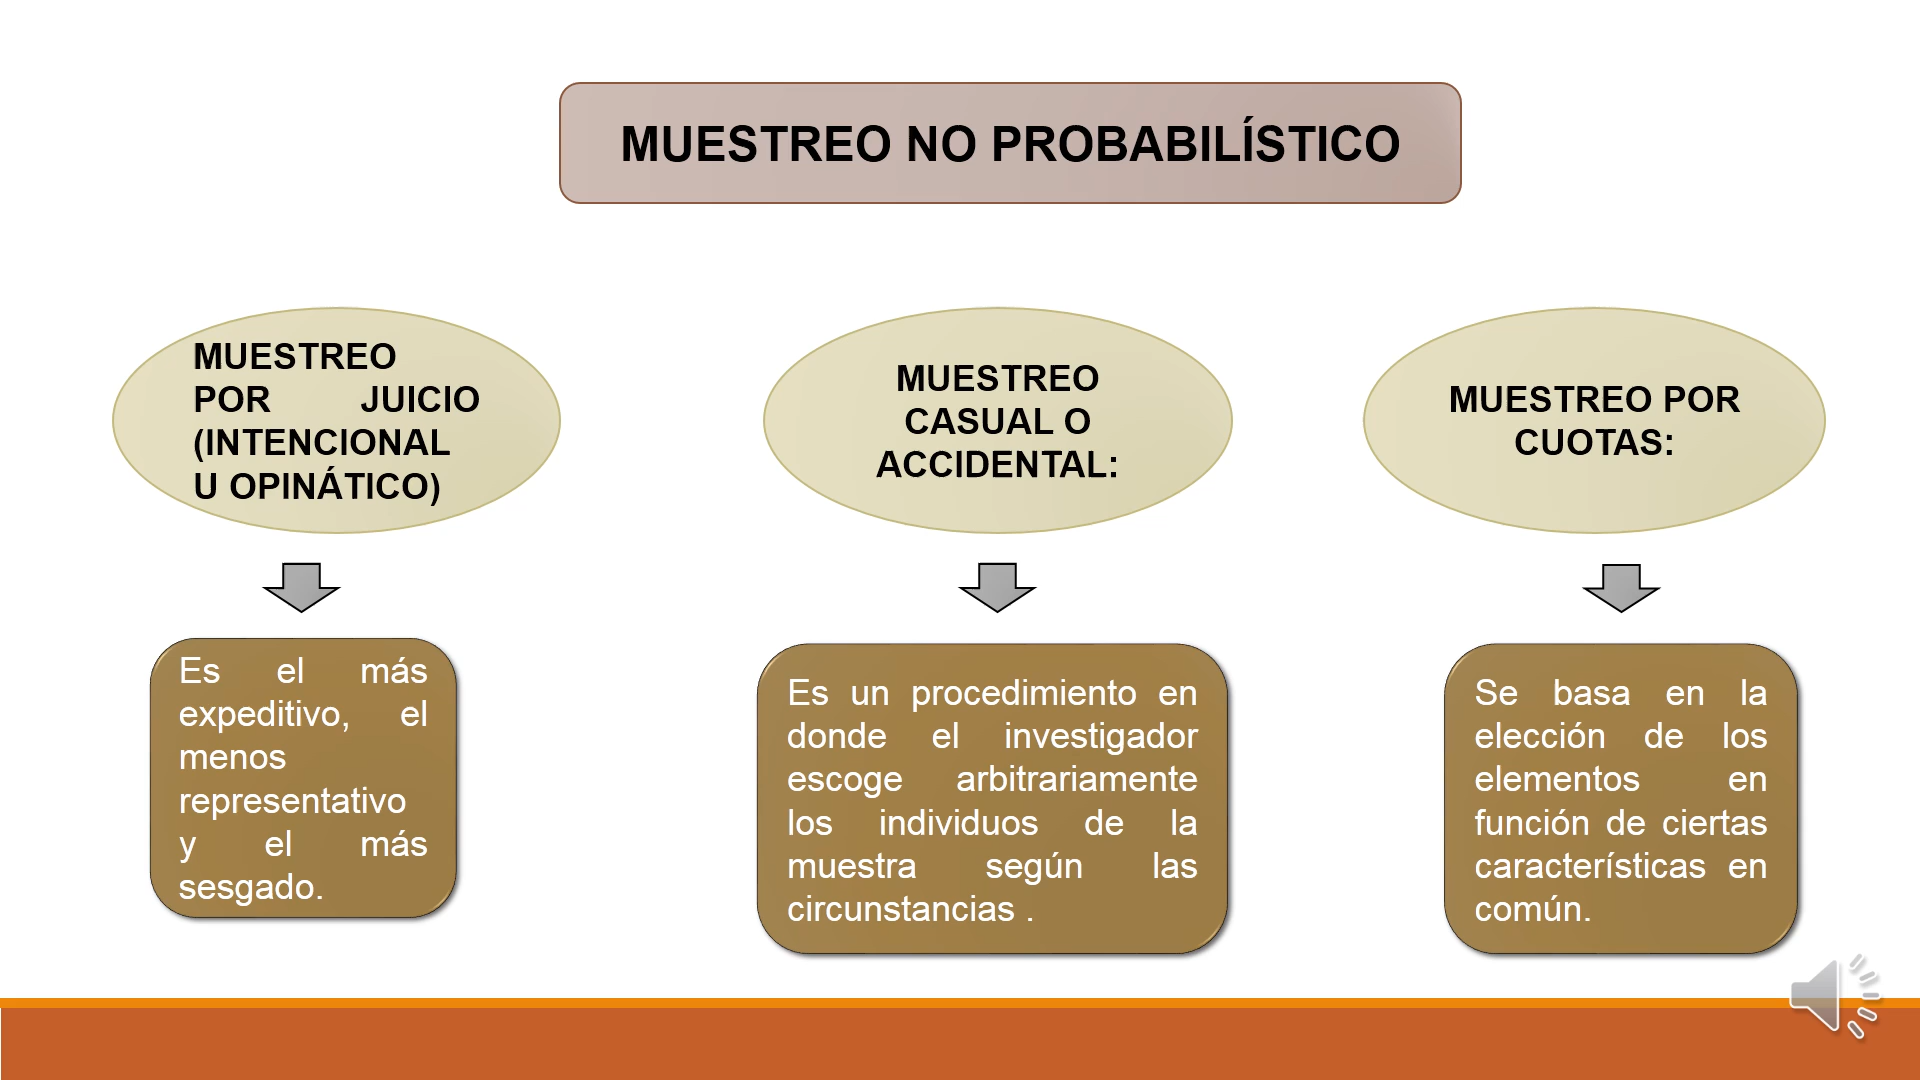 MUESTREO NO PROBABILÍSTICO
MUESTREO
POR JUICIO
(INTENCIONAL
U OPINÁTICO)
Es el más
expeditivo, el
menos
representativo
y el más
sesgado.
MUESTREO
CASUAL O
ACCIDENTAL:
Es un procedimiento en
donde el investigador
escoge arbitrariamente
los individuos de la
muestra según las
circunstancias .
MUESTREO POR
CUOTAS:
Se basa en la
elección de los
elementos en
función de ciertas
características en
común.